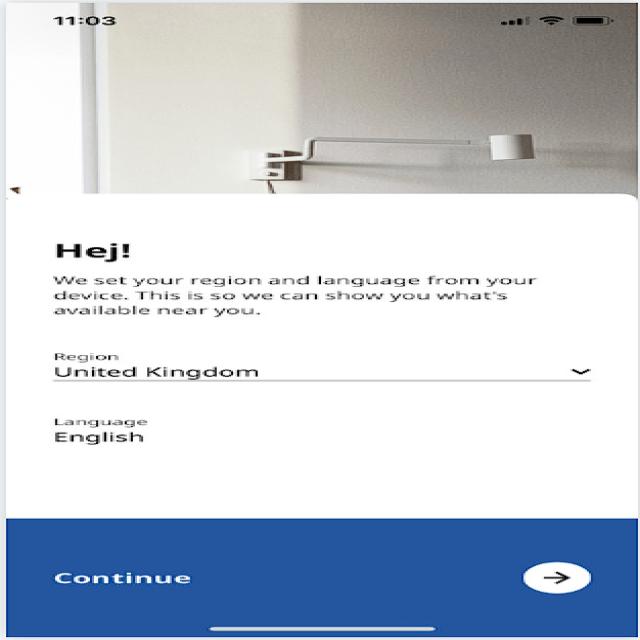 11:03
Hej!
We set your region and language from your
device. This is so we can show you what's
available near you.
Region
United Kingdom
Language
English
Continue